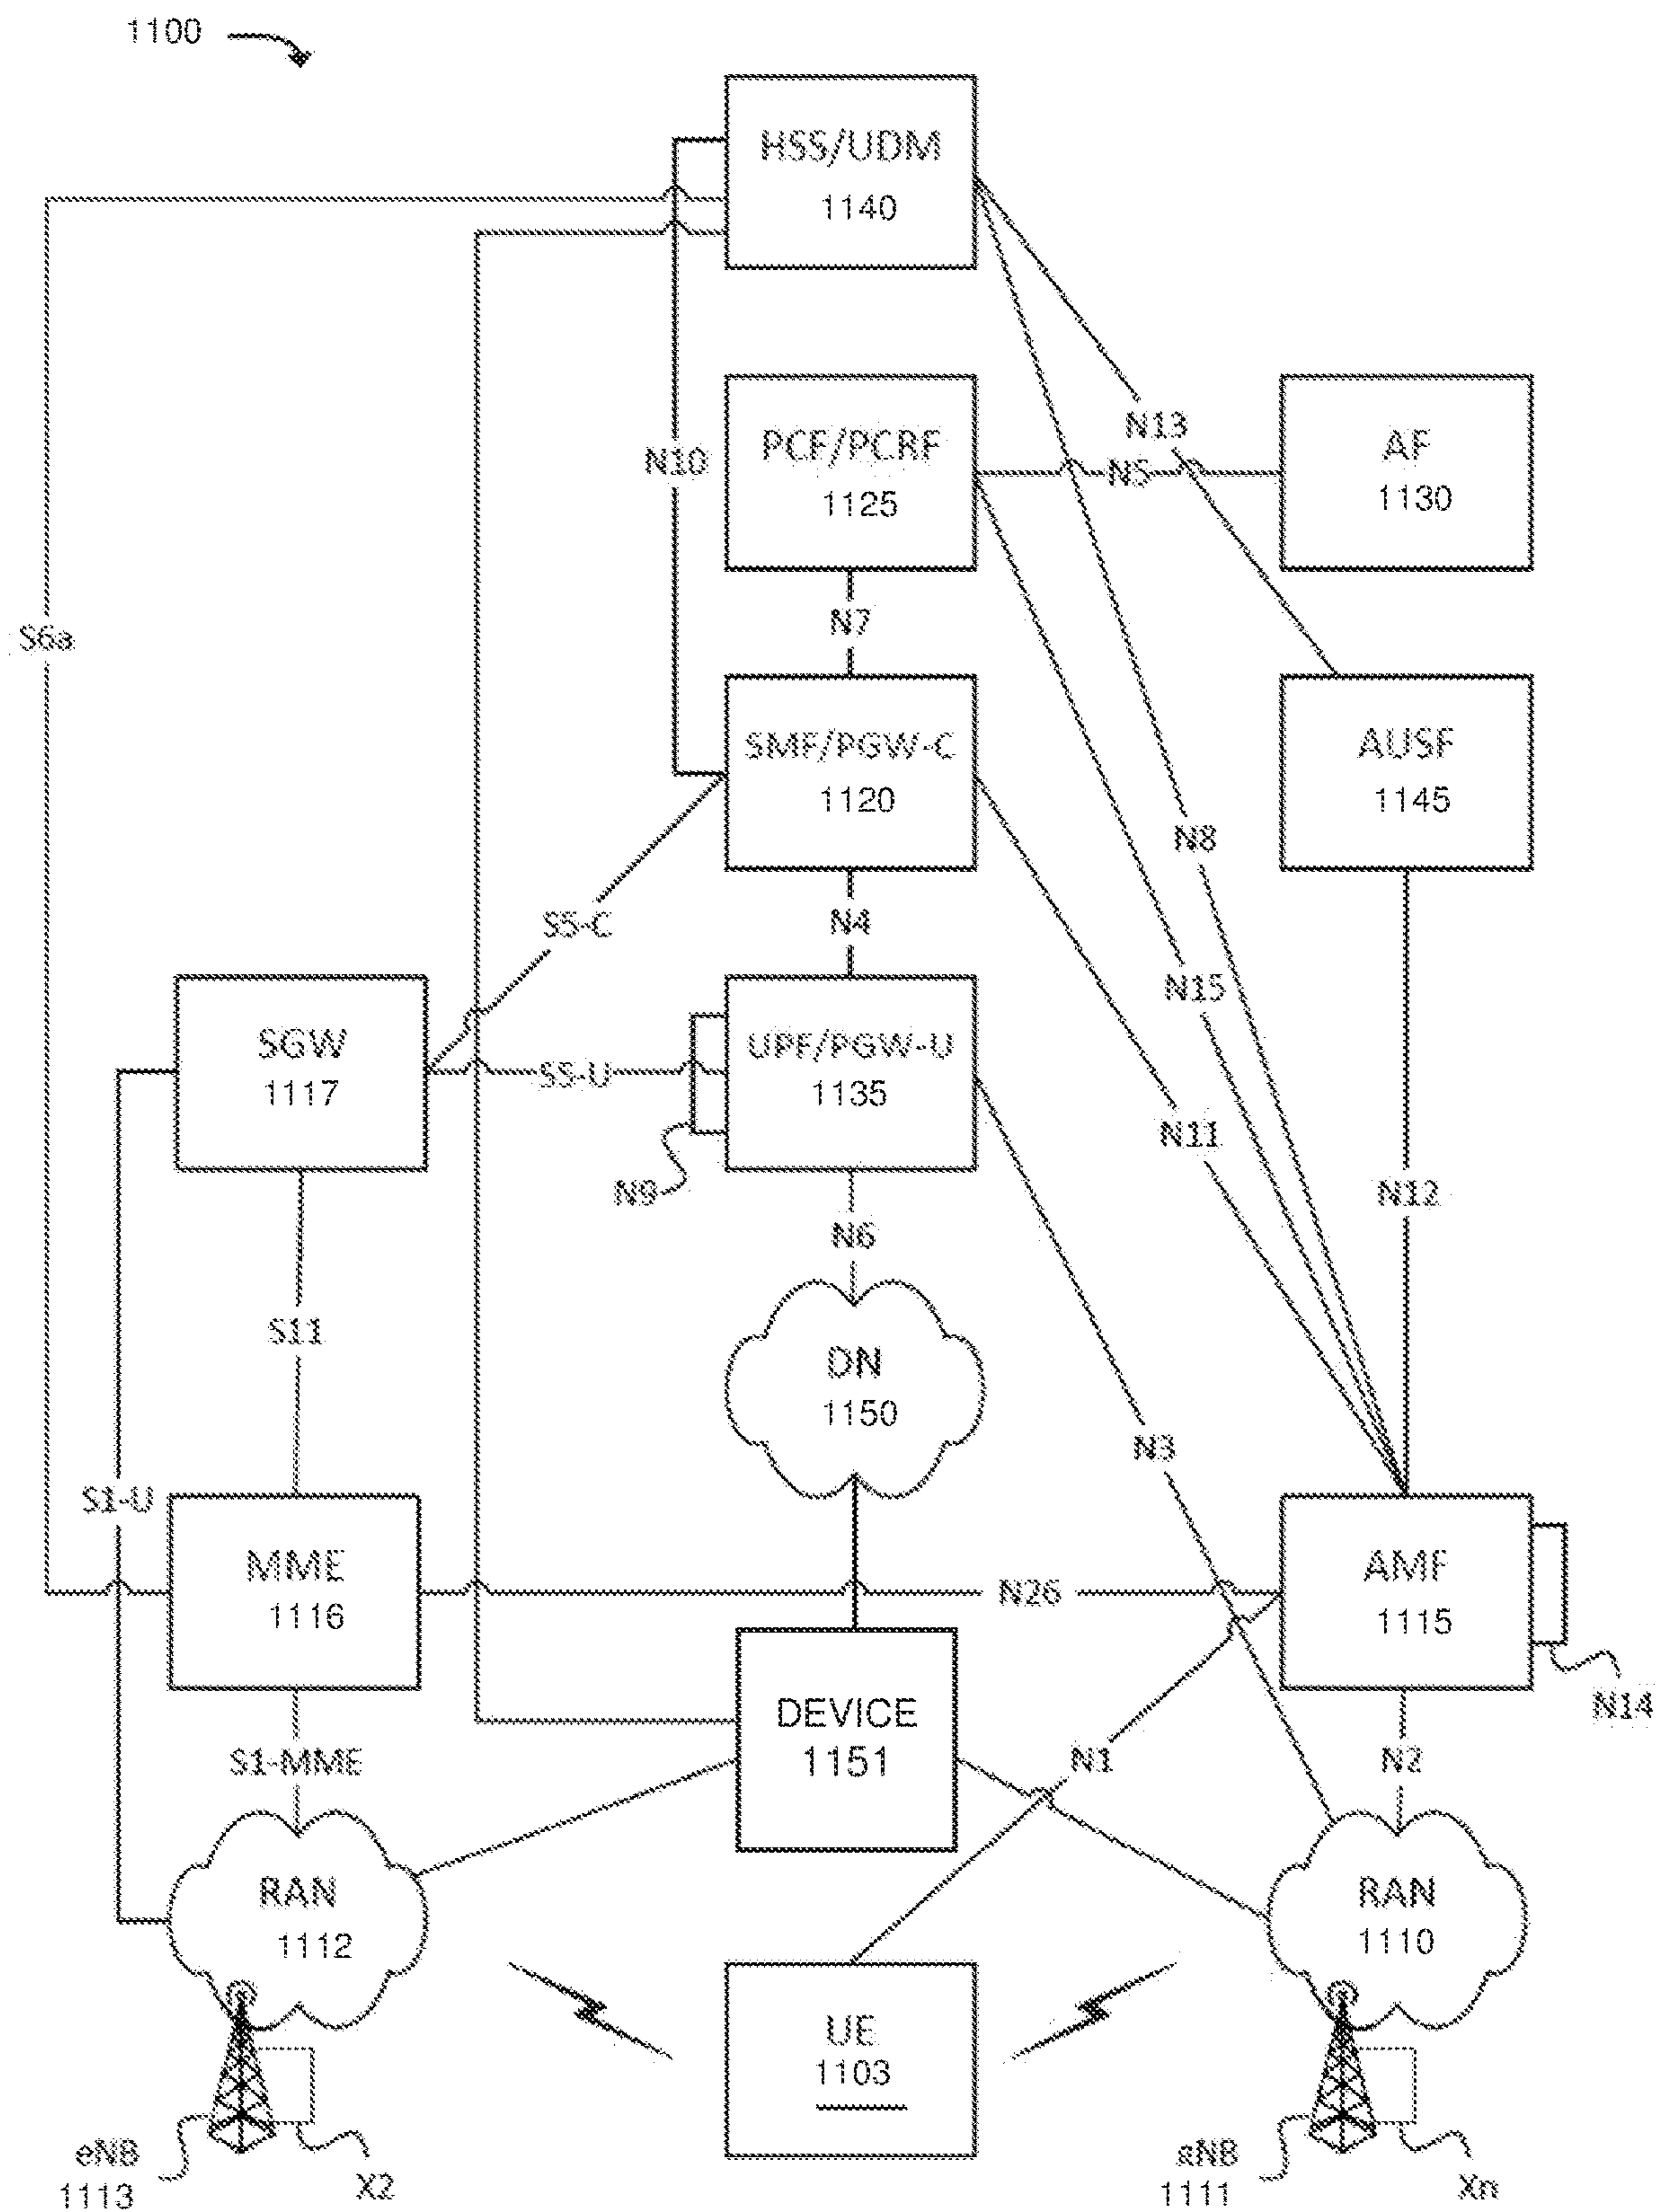 1100
HSS/UDM
1140
N13
PCF/PCRF
1125
N5
AF
1130
N10
N7
S6a
SMF/PGW-C
1120
AUSF
1145
N8
S5-C
N4
N15
SGW
1117
S5-U
UPF/PGW-U
1135
N11
N9
N12
N6
S11
DN
1150
N3
S1-U
MME
1116
N26
AMF
1115
N14
DEVICE
1151
S1-MME
N1
N2
RAN
1112
RAN
1110
UE
1103
eNB
1113
X2
gNB
1111
Xn